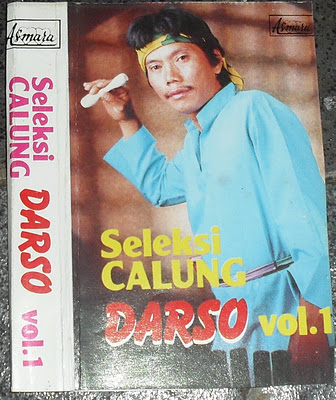 Asmara
Seleksi
CALUNG
DARSO
vol.1
Asmara
Seleksi
CALUNG
DARSO vol.1